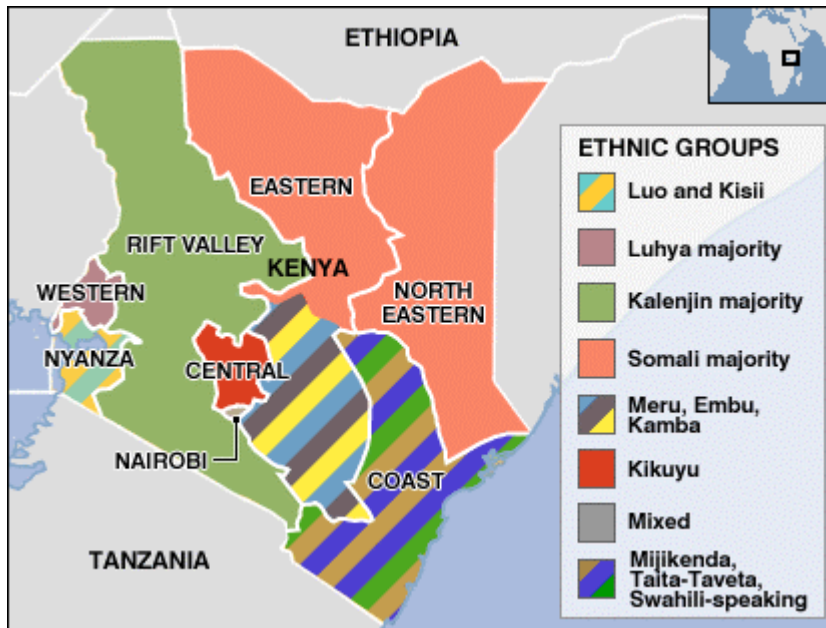 ETHIOPIA
EASTERN
RIFT VALLEY
KENYA
WESTERN
NORTH
EASTERN
NYANZA
CENTRAL
NAIROBI
COAST
TANZANIA
ETHNIC GROUPS
Luo and Kisii
Luhya majority
Kalenjin majority
Somali majority
Meru, Embu,
Kamba
Kikuyu
Mixed
Mijikenda,
Taita-Taveta,
Swahili-speaking